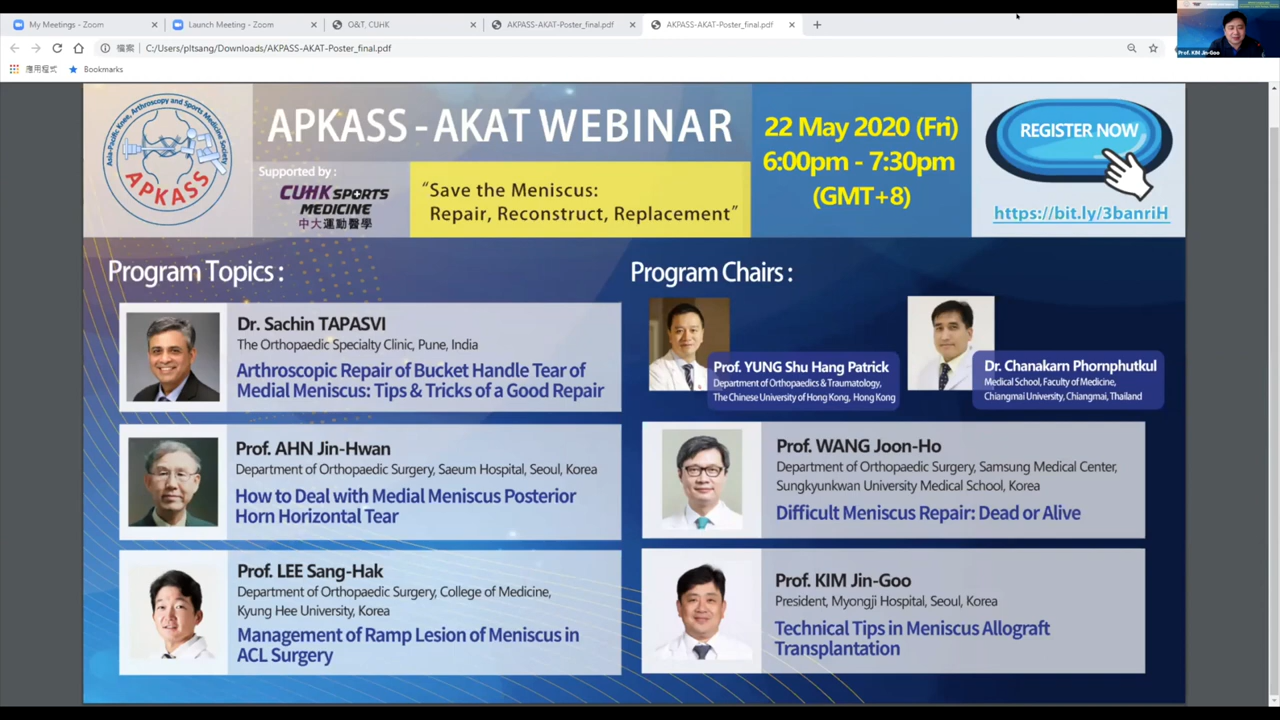 My Meetings - Zoom
Launch Meeting - Zoom
O&T, CUHK
AKPASS-AKAT-Poster_final.pdf
AKPASS-AKAT-Poster_final.pdf
檔案
C:/Users/pltsang/Downloads/AKPASS-AKAT-Poster_final.pdf
應用程式
Bookmarks
Prof. KIM Jin-Goo
Asia-Pacific Knee, Arthroscopy and Sports Medicine Society
APKASS
APKASS - AKAT WEBINAR
Supported by :
CUHK SPORTS
MEDICINE
中大運動醫學
“Save the Meniscus:
Repair, Reconstruct, Replacement”
22 May 2020 (Fri)
6:00pm - 7:30pm
(GMT+8)
REGISTER NOW
https://bit.ly/3banriH
Program Topics :
Dr. Sachin TAPASVI
The Orthopaedic Specialty Clinic, Pune, India
Arthroscopic Repair of Bucket Handle Tear of
Medial Meniscus: Tips & Tricks of a Good Repair
Prof. AHN Jin-Hwan
Department of Orthopaedic Surgery, Saeum Hospital, Seoul, Korea
How to Deal with Medial Meniscus Posterior
Horn Horizontal Tear
Prof. LEE Sang-Hak
Department of Orthopaedic Surgery, College of Medicine,
Kyung Hee University, Korea
Management of Ramp Lesion of Meniscus in
ACL Surgery
Program Chairs :
Prof. YUNG Shu Hang Patrick
Department of Orthopaedics & Traumatology,
The Chinese University of Hong Kong, Hong Kong
Dr. Chanakarn Phornphutkul
Medical School, Faculty of Medicine,
Chiangmai University, Chiangmai, Thailand
Prof. WANG Joon-Ho
Department of Orthopaedic Surgery, Samsung Medical Center,
Sungkyunkwan University Medical School, Korea
Difficult Meniscus Repair: Dead or Alive
Prof. KIM Jin-Goo
President, Myongji Hospital, Seoul, Korea
Technical Tips in Meniscus Allograft
Transplantation